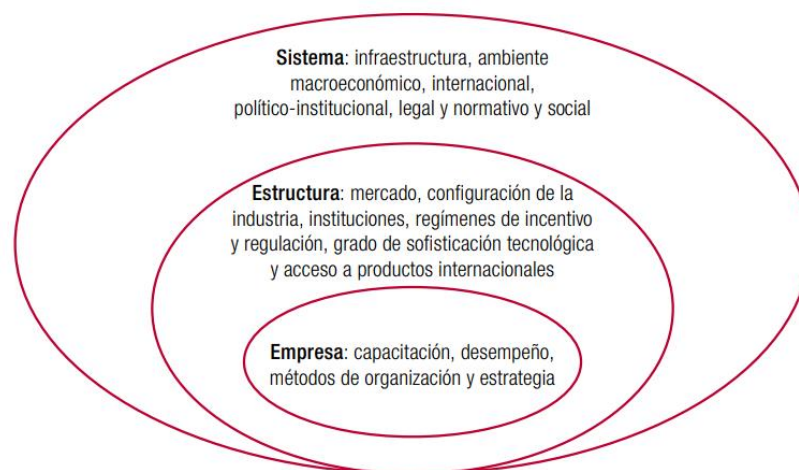 Sistema: infraestructura, ambiente
macroeconómico, internacional,
político-institucional, legal y normativo y social
Estructura: mercado, configuración de la
industria, instituciones, regímenes de incentivo
y regulación, grado de sofisticación tecnológica
y acceso a productos internacionales
Empresa: capacitación, desempeño,
métodos de organización y estrategia